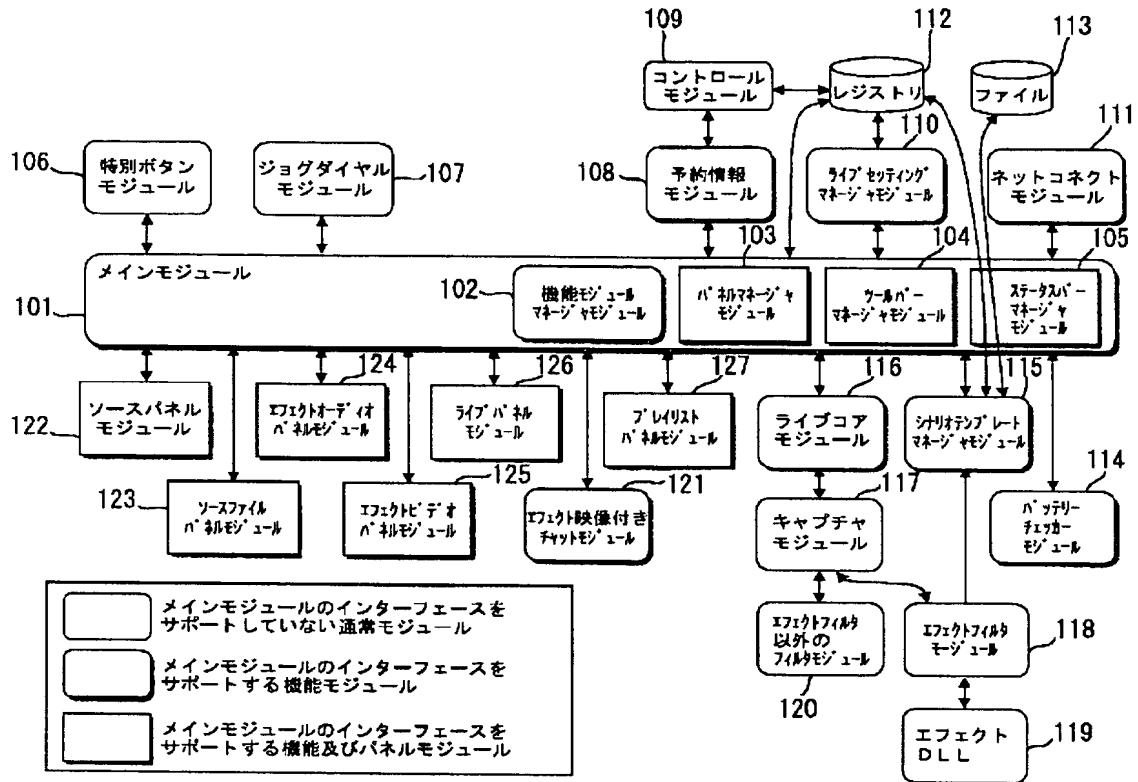 109
112
113
コントロール
モジュール
レジストリ
ファイル
110
111
106
特別ボタン
モジュール
ジョグダイヤル
モジュール
107
108
予約情報
モジュール
ライブセッティング
マネージャモジュール
ネットコネクト
モジュール
103
104
105
メインモジュール
101
102
機能モジュール
マネージャモジュール
パネルマネージャ
モジュール
ツールバー
マネージャモジュール
ステータスバー
マネージャ
モジュール
124
126
127
116
115
122
ソースパネル
モジュール
エフェクトオーディオ
パネルモジュール
ライブパネル
モジュール
プレイリスト
パネルモジュール
ライブコア
モジュール
シナリオテンプレート
マネージャモジュール
123
125
121
117
114
ソースファイル
パネルモジュール
エフェクトビデオ
パネルモジュール
エフェクト映像付き
チャットモジュール
キャプチャ
モジュール
バッテリー
チェッカー
モジュール
エフェクトフィルタ
以外の
フィルタモジュール
120
エフェクトフィルタ
モージュール
118
エフェクト
DLL
119
メインモジュールのインターフェースを
サポートしていない通常モジュール
メインモジュールのインターフェースを
サポートする機能モジュール
メインモジュールのインターフェースを
サポートする機能及びパネルモジュール